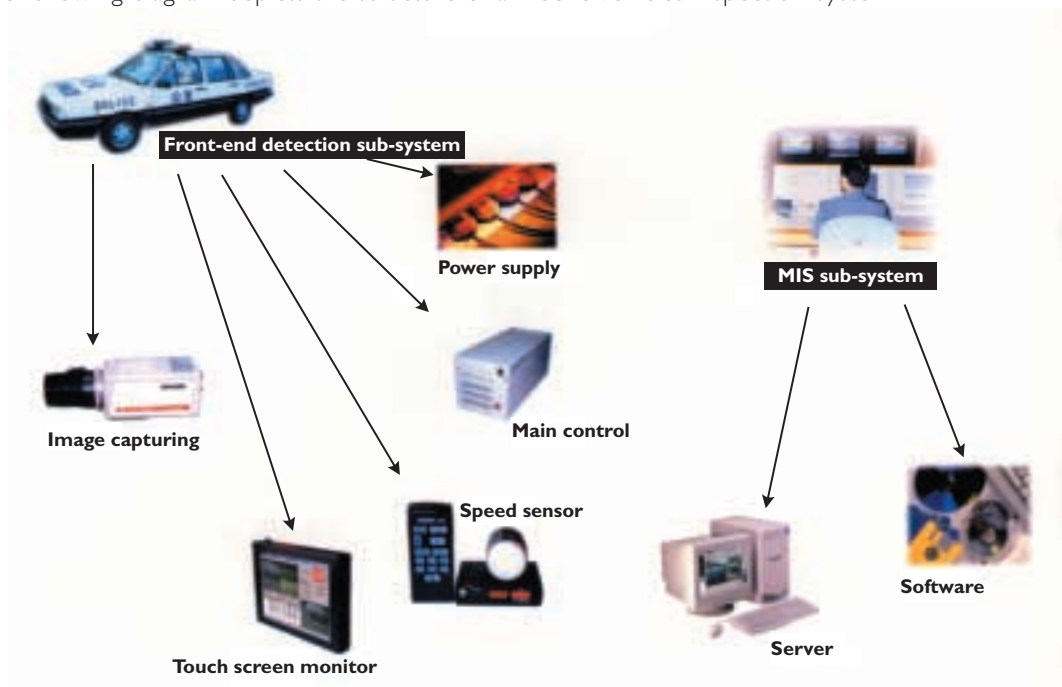 Front-end detection sub-system
Power supply
MIS sub-system
Main control
Image capturing
Speed sensor
Software
Server
Touch screen monitor